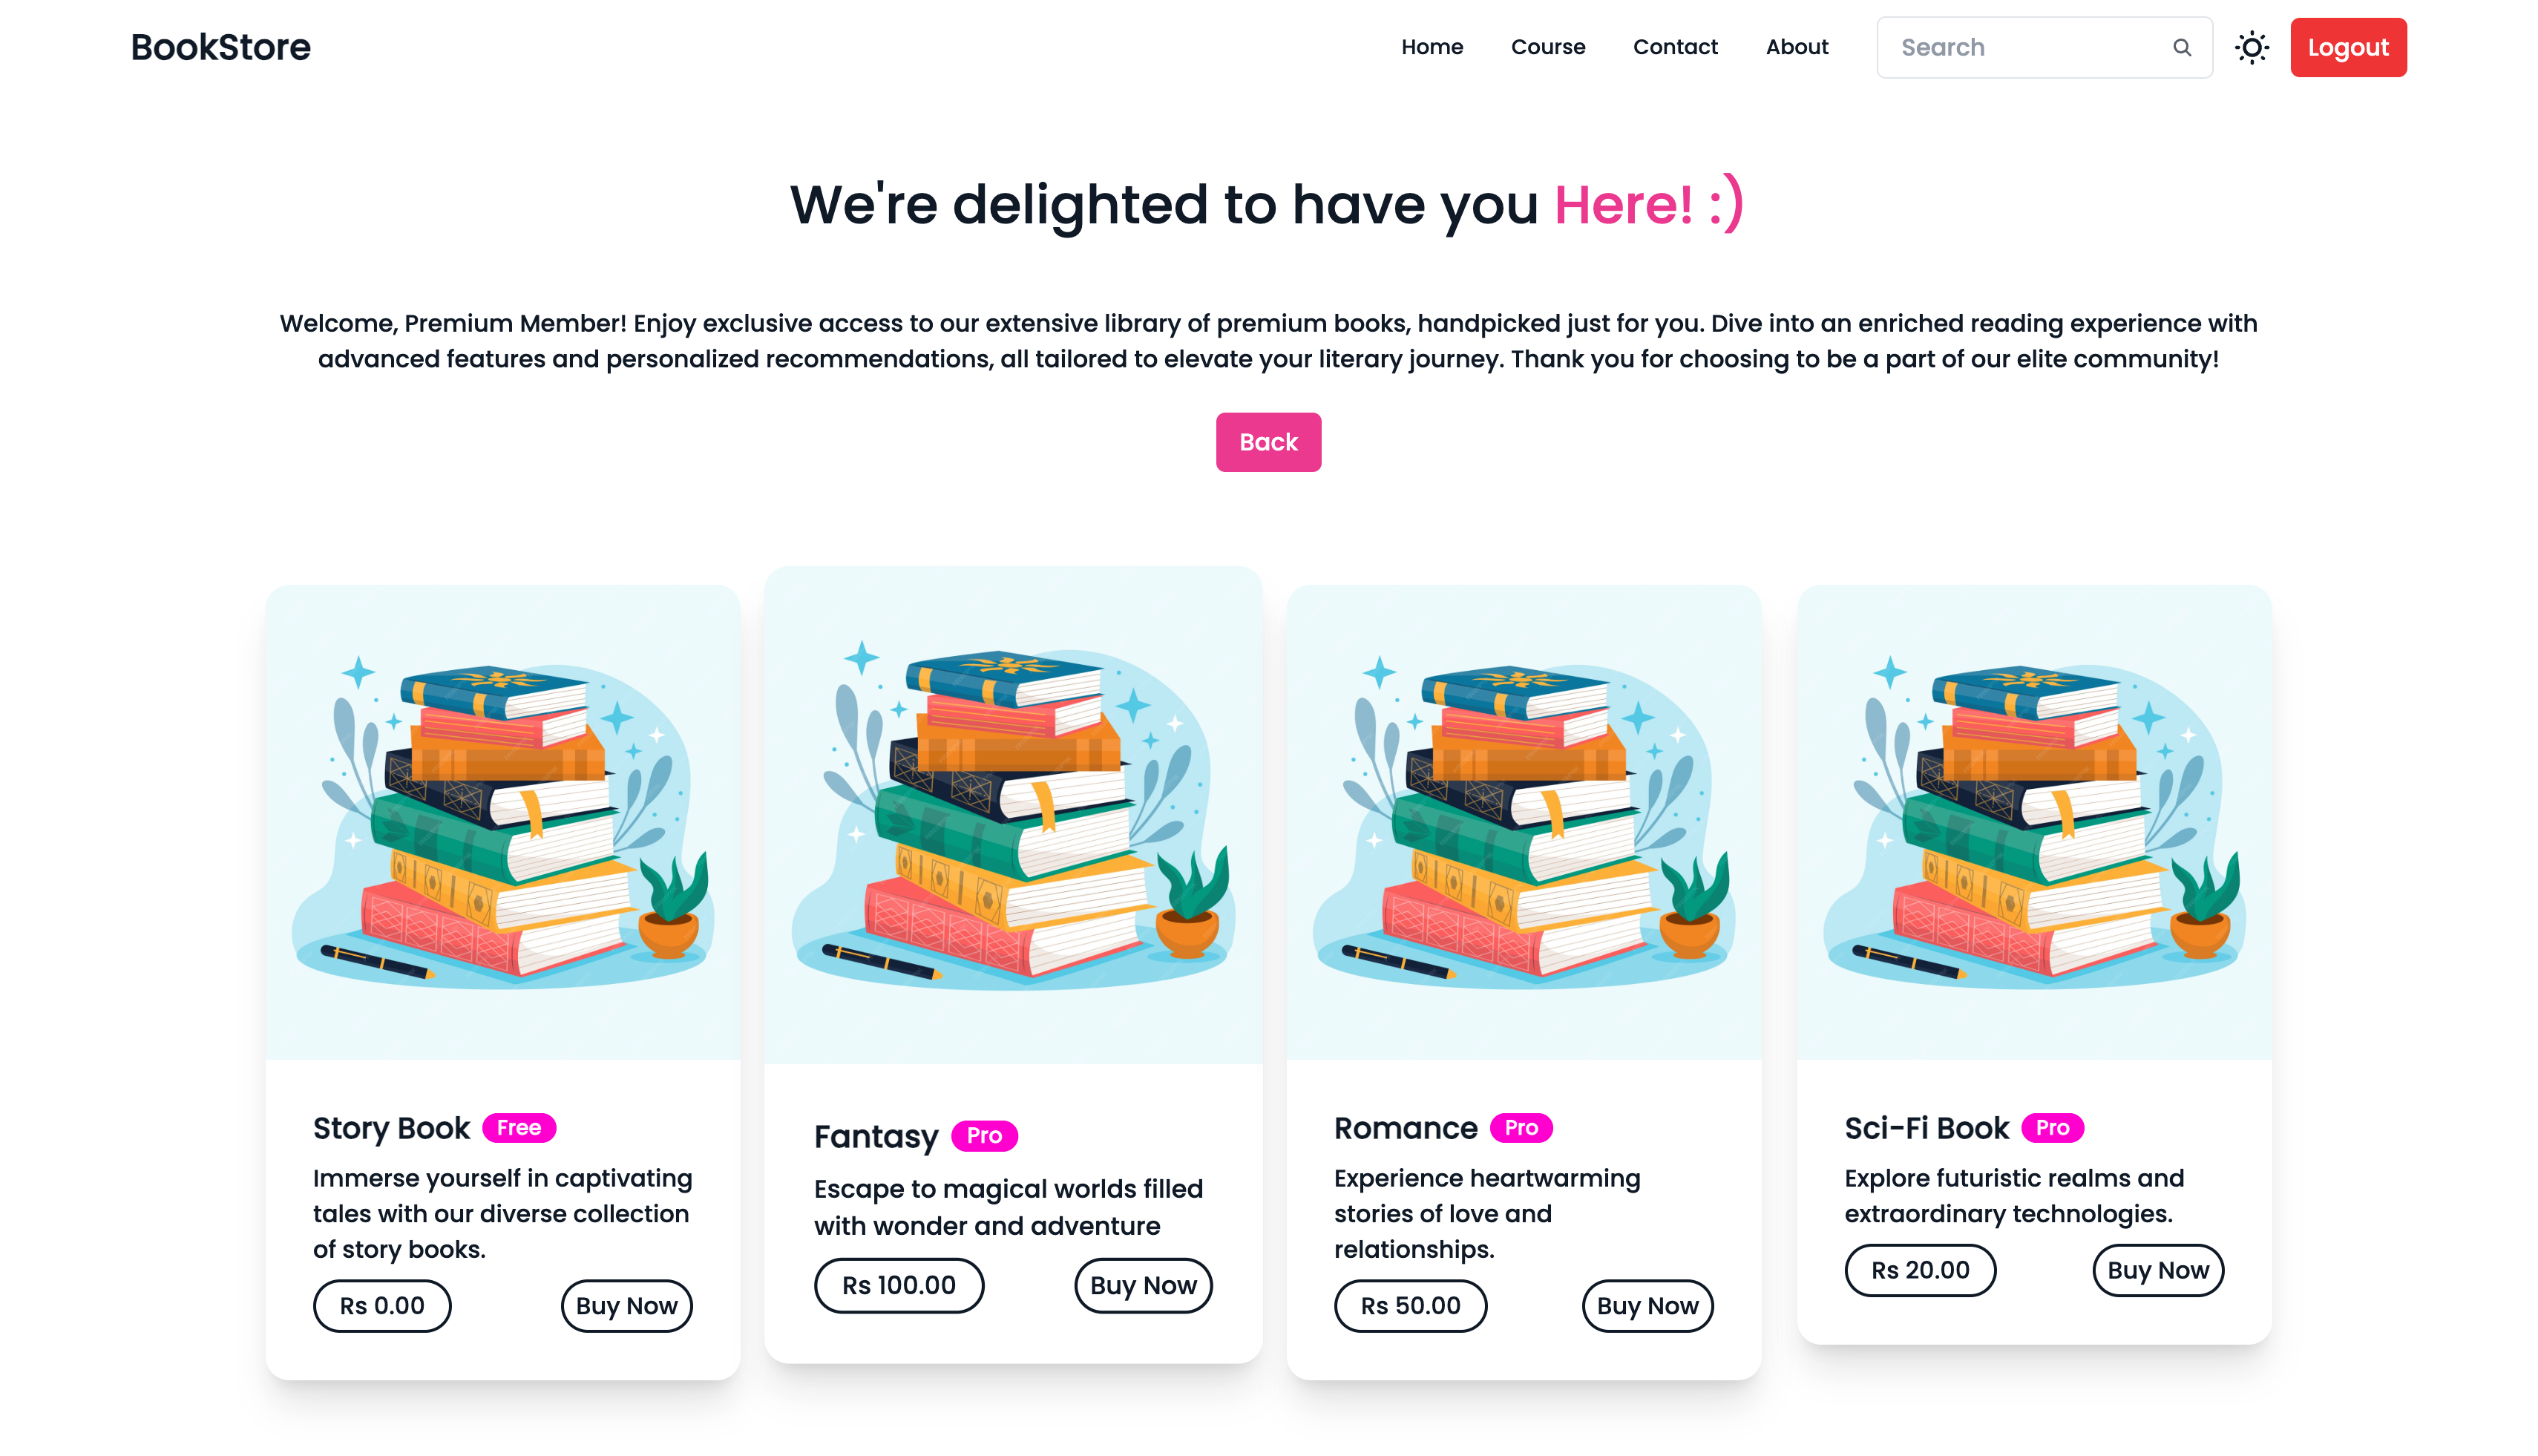 BookStore
Home Course Contact About Search Logout
We're delighted to have you Here! :)
Welcome, Premium Member! Enjoy exclusive access to our extensive library of premium books, handpicked just for you. Dive into an enriched reading experience with
advanced features and personalized recommendations, all tailored to elevate your literary journey. Thank you for choosing to be a part of our elite community!
Back
Story Book Free
Immerse yourself in captivating
tales with our diverse collection
of story books.
Rs 0.00 Buy Now
Fantasy Pro
Escape to magical worlds filled
with wonder and adventure
Rs 100.00 Buy Now
Romance Pro
Experience heartwarming
stories of love and
relationships.
Rs 50.00 Buy Now
Sci-Fi Book Pro
Explore futuristic realms and
extraordinary technologies.
Rs 20.00 Buy Now